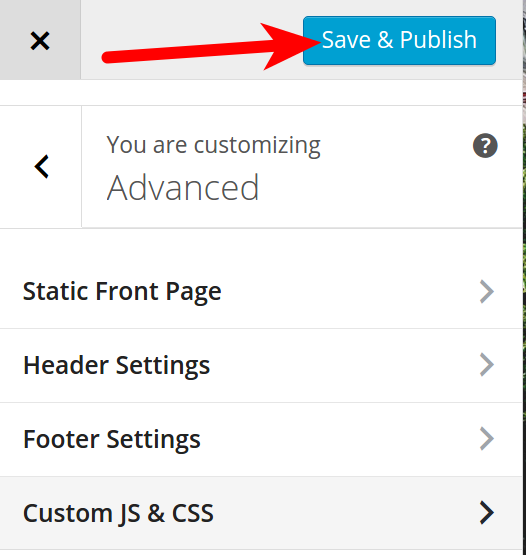 Save & Publish
You are customizing
Advanced
Static Front Page
Header Settings
Footer Settings
Custom JS & CSS